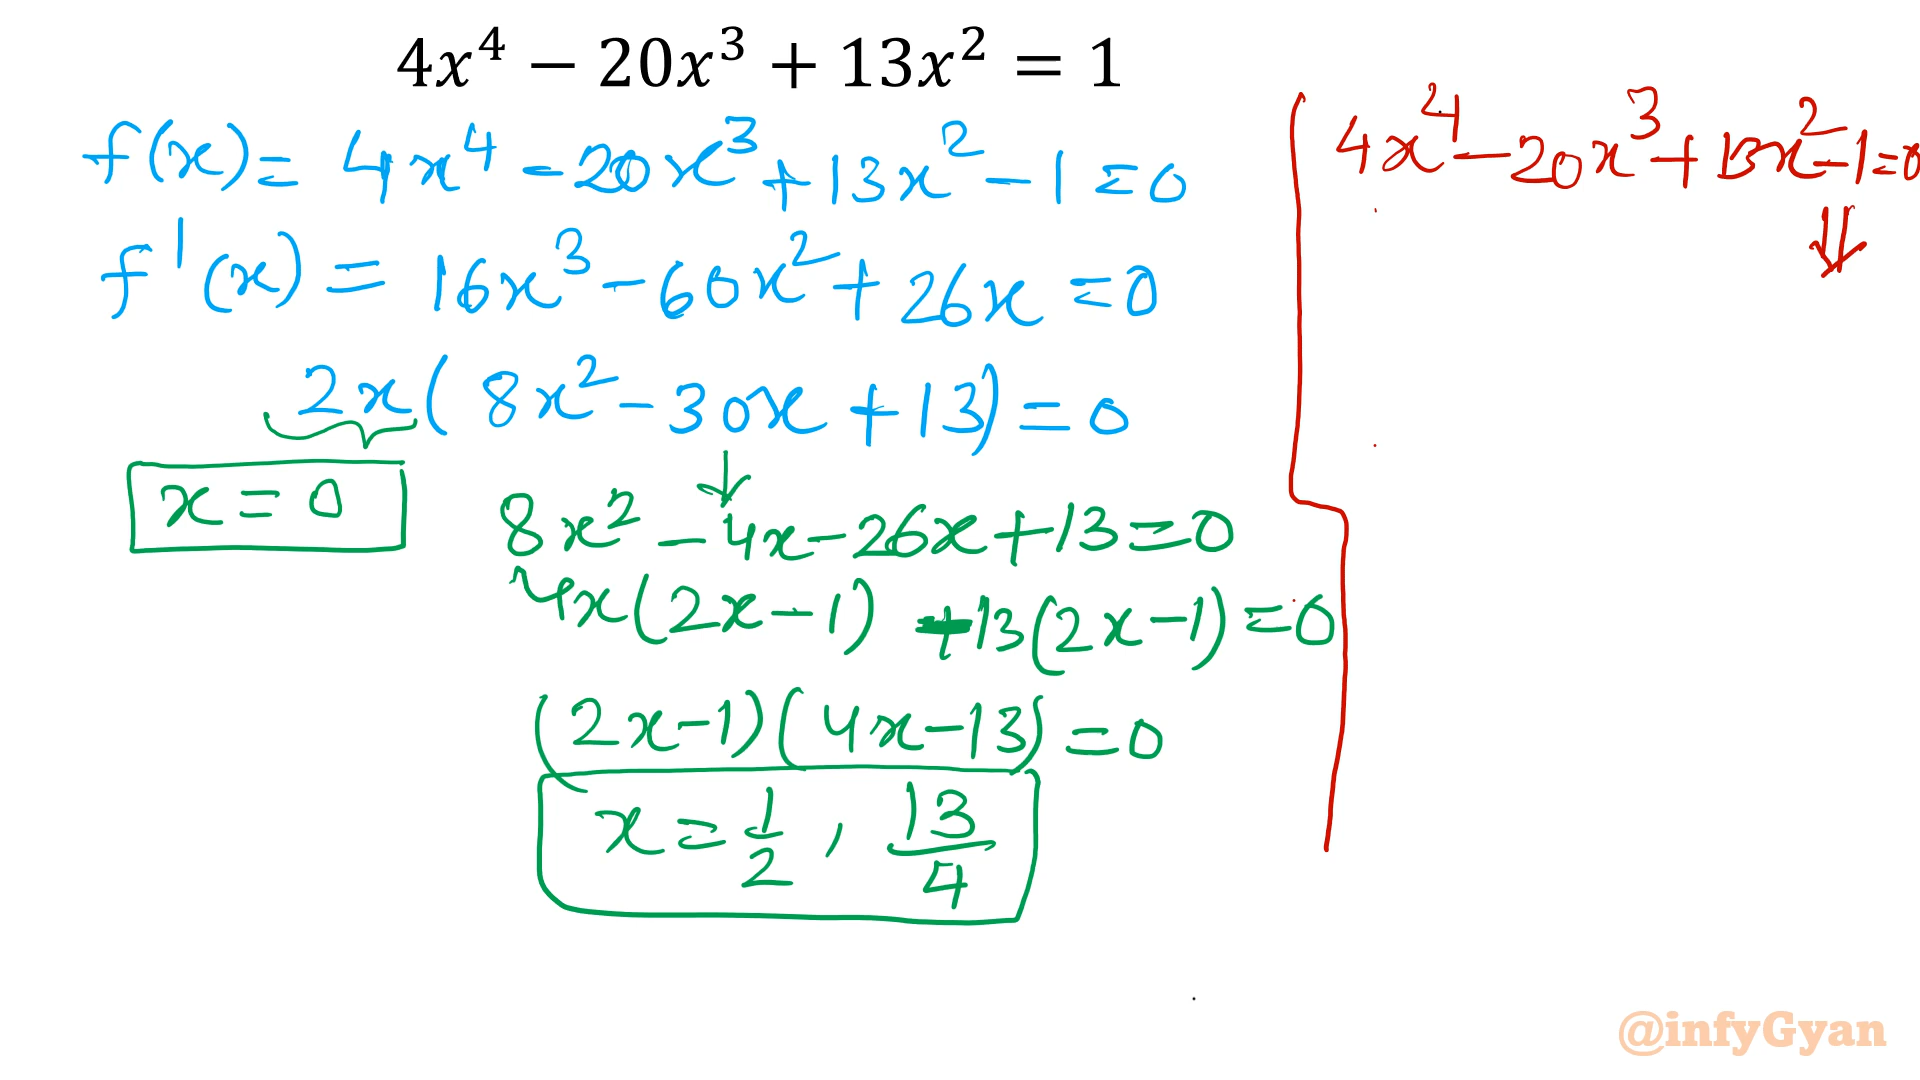 4x⁴ − 20x³ + 13x² = 1
f(x) = 4x⁴ - 20x³ + 13x² - 1 = 0
f'(x) = 16x³ - 60x² + 26x = 0
2x( 8x² - 30x + 13) = 0
x = 0
8x² - 4x - 26x + 13 = 0
4x(2x - 1) -13(2x - 1) = 0
(2x - 1)(4x - 13) = 0
x = 1/2 , 13/4
4x⁴ - 20x³ + 13x² - 1 = 0
⇓
@infyGyan